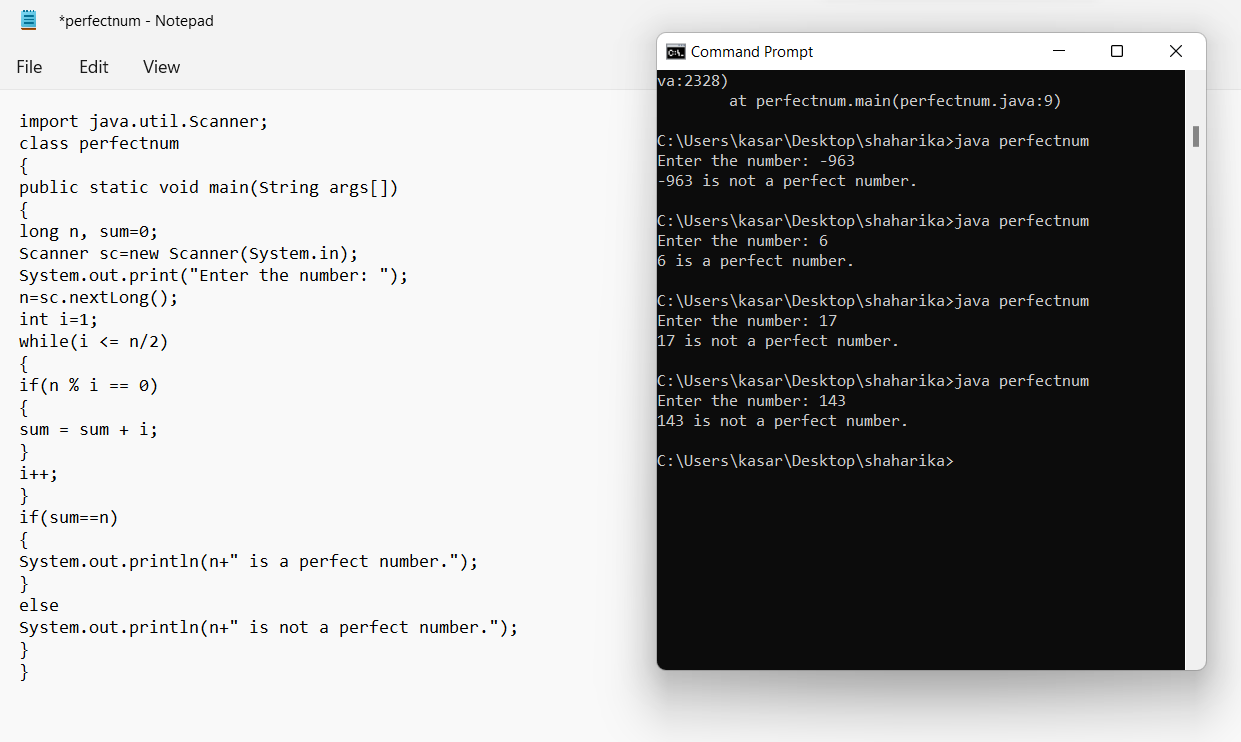 *perfectnum - Notepad
File Edit View
import java.util.Scanner;
class perfectnum
{
public static void main(String args[])
{
long n, sum=0;
Scanner sc=new Scanner(System.in);
System.out.print("Enter the number: ");
n=sc.nextLong();
int i=1;
while(i <= n/2)
{
if(n % i == 0)
{
sum = sum + i;
}
i++;
}
if(sum==n)
{
System.out.println(n+" is a perfect number.");
}
else
System.out.println(n+" is not a perfect number.");
}
}
Command Prompt
va:2328)
at perfectnum.main(perfectnum.java:9)
C:\Users\kasar\Desktop\shaharika>java perfectnum
Enter the number: -963
-963 is not a perfect number.
C:\Users\kasar\Desktop\shaharika>java perfectnum
Enter the number: 6
6 is a perfect number.
C:\Users\kasar\Desktop\shaharika>java perfectnum
Enter the number: 17
17 is not a perfect number.
C:\Users\kasar\Desktop\shaharika>java perfectnum
Enter the number: 143
143 is not a perfect number.
C:\Users\kasar\Desktop\shaharika>